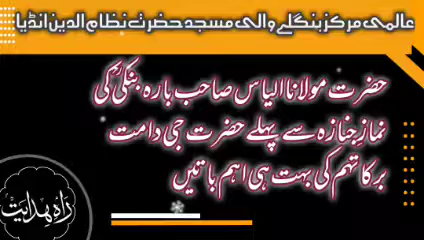 عالمی مرکز بنگلے والی مسجد حضرت نظام الدین انڈیا
حضرت مولانا الیاس صاحب بارہ بنکیؒ کی
نمازِ جنازہ سے پہلے حضرت جی دامت
برکاتہم کی بہت ہی اہم باتیں
راہ ہدایت